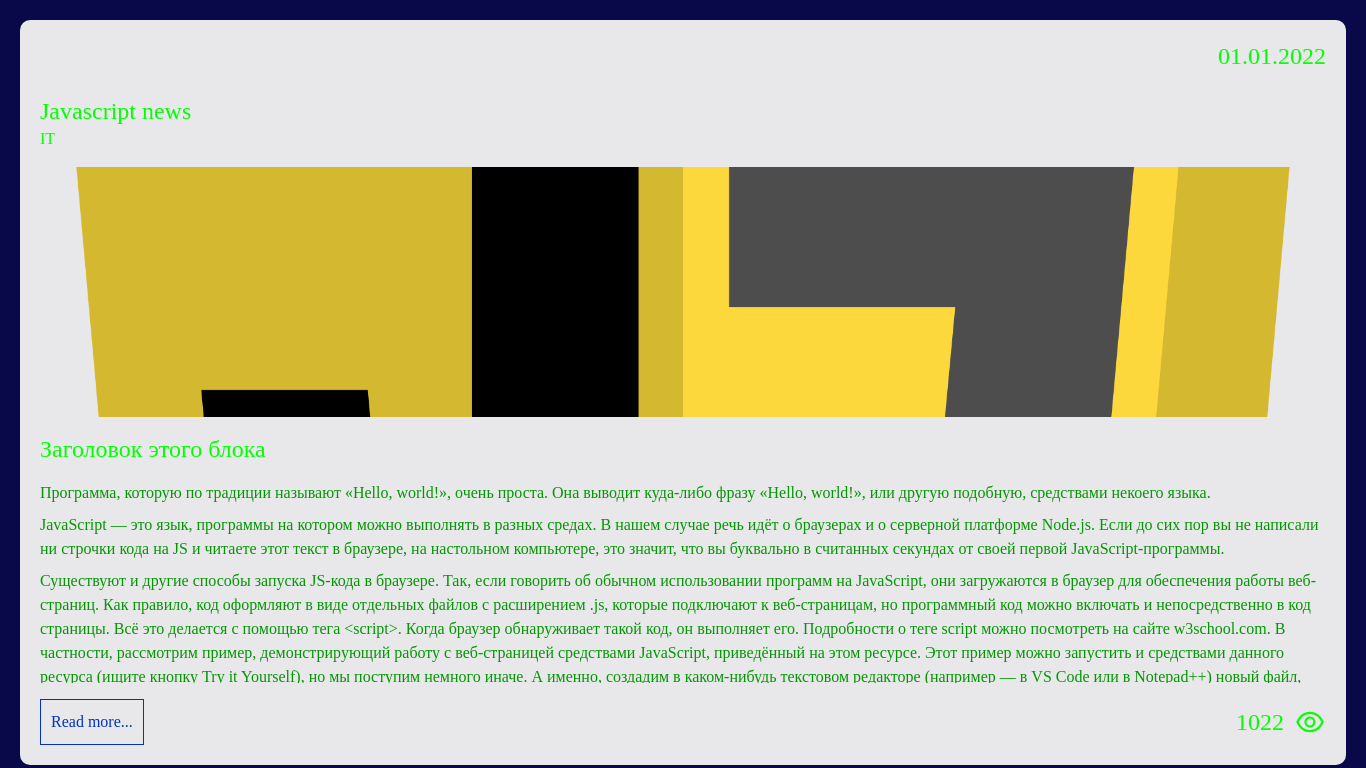 01.01.2022
Javascript news
IT
Заголовок этого блока
Программа, которую по традиции называют «Hello, world!», очень проста. Она выводит куда-либо фразу «Hello, world!», или другую подобную, средствами некоего языка.
JavaScript — это язык, программы на котором можно выполнять в разных средах. В нашем случае речь идёт о браузерах и о серверной платформе Node.js. Если до сих пор вы не написали
ни строчки кода на JS и читаете этот текст в браузере, на настольном компьютере, это значит, что вы буквально в считанных секундах от своей первой JavaScript-программы.
Существуют и другие способы запуска JS-кода в браузере. Так, если говорить об обычном использовании программ на JavaScript, они загружаются в браузер для обеспечения работы веб-
страниц. Как правило, код оформляют в виде отдельных файлов с расширением .js, которые подключают к веб-страницам, но программный код можно включать и непосредственно в код
страницы. Всё это делается с помощью тега <script>. Когда браузер обнаруживает такой код, он выполняет его. Подробности о теге script можно посмотреть на сайте w3school.com. В
частности, рассмотрим пример, демонстрирующий работу с веб-страницей средствами JavaScript, приведённый на этом ресурсе. Этот пример можно запустить и средствами данного
ресурса (ищите кнопку Try it Yourself), но мы поступим немного иначе. А именно, создадим в каком-нибудь текстовом редакторе (например — в VS Code или в Notepad++) новый файл,
Read more...
1022